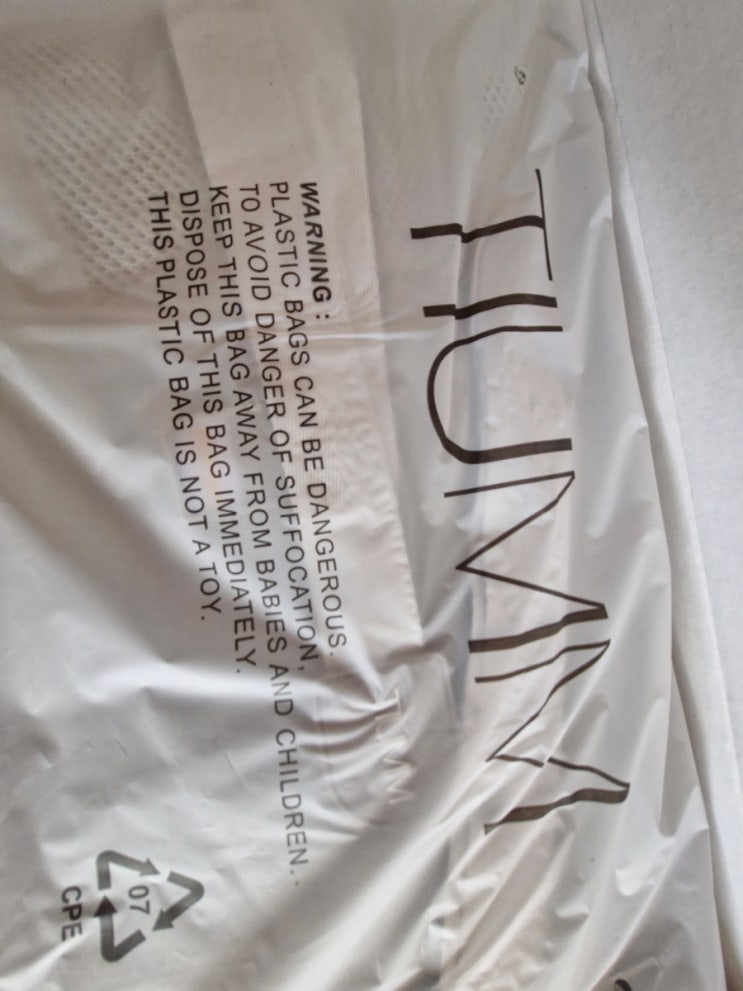 TIUMM
WARNING :
PLASTIC BAGS CAN BE DANGEROUS.
TO AVOID DANGER OF SUFFOCATION,
KEEP THIS BAG AWAY FROM BABIES AND CHILDREN.
DISPOSE OF THIS BAG IMMEDIATELY.
THIS PLASTIC BAG IS NOT A TOY.
07
CPE